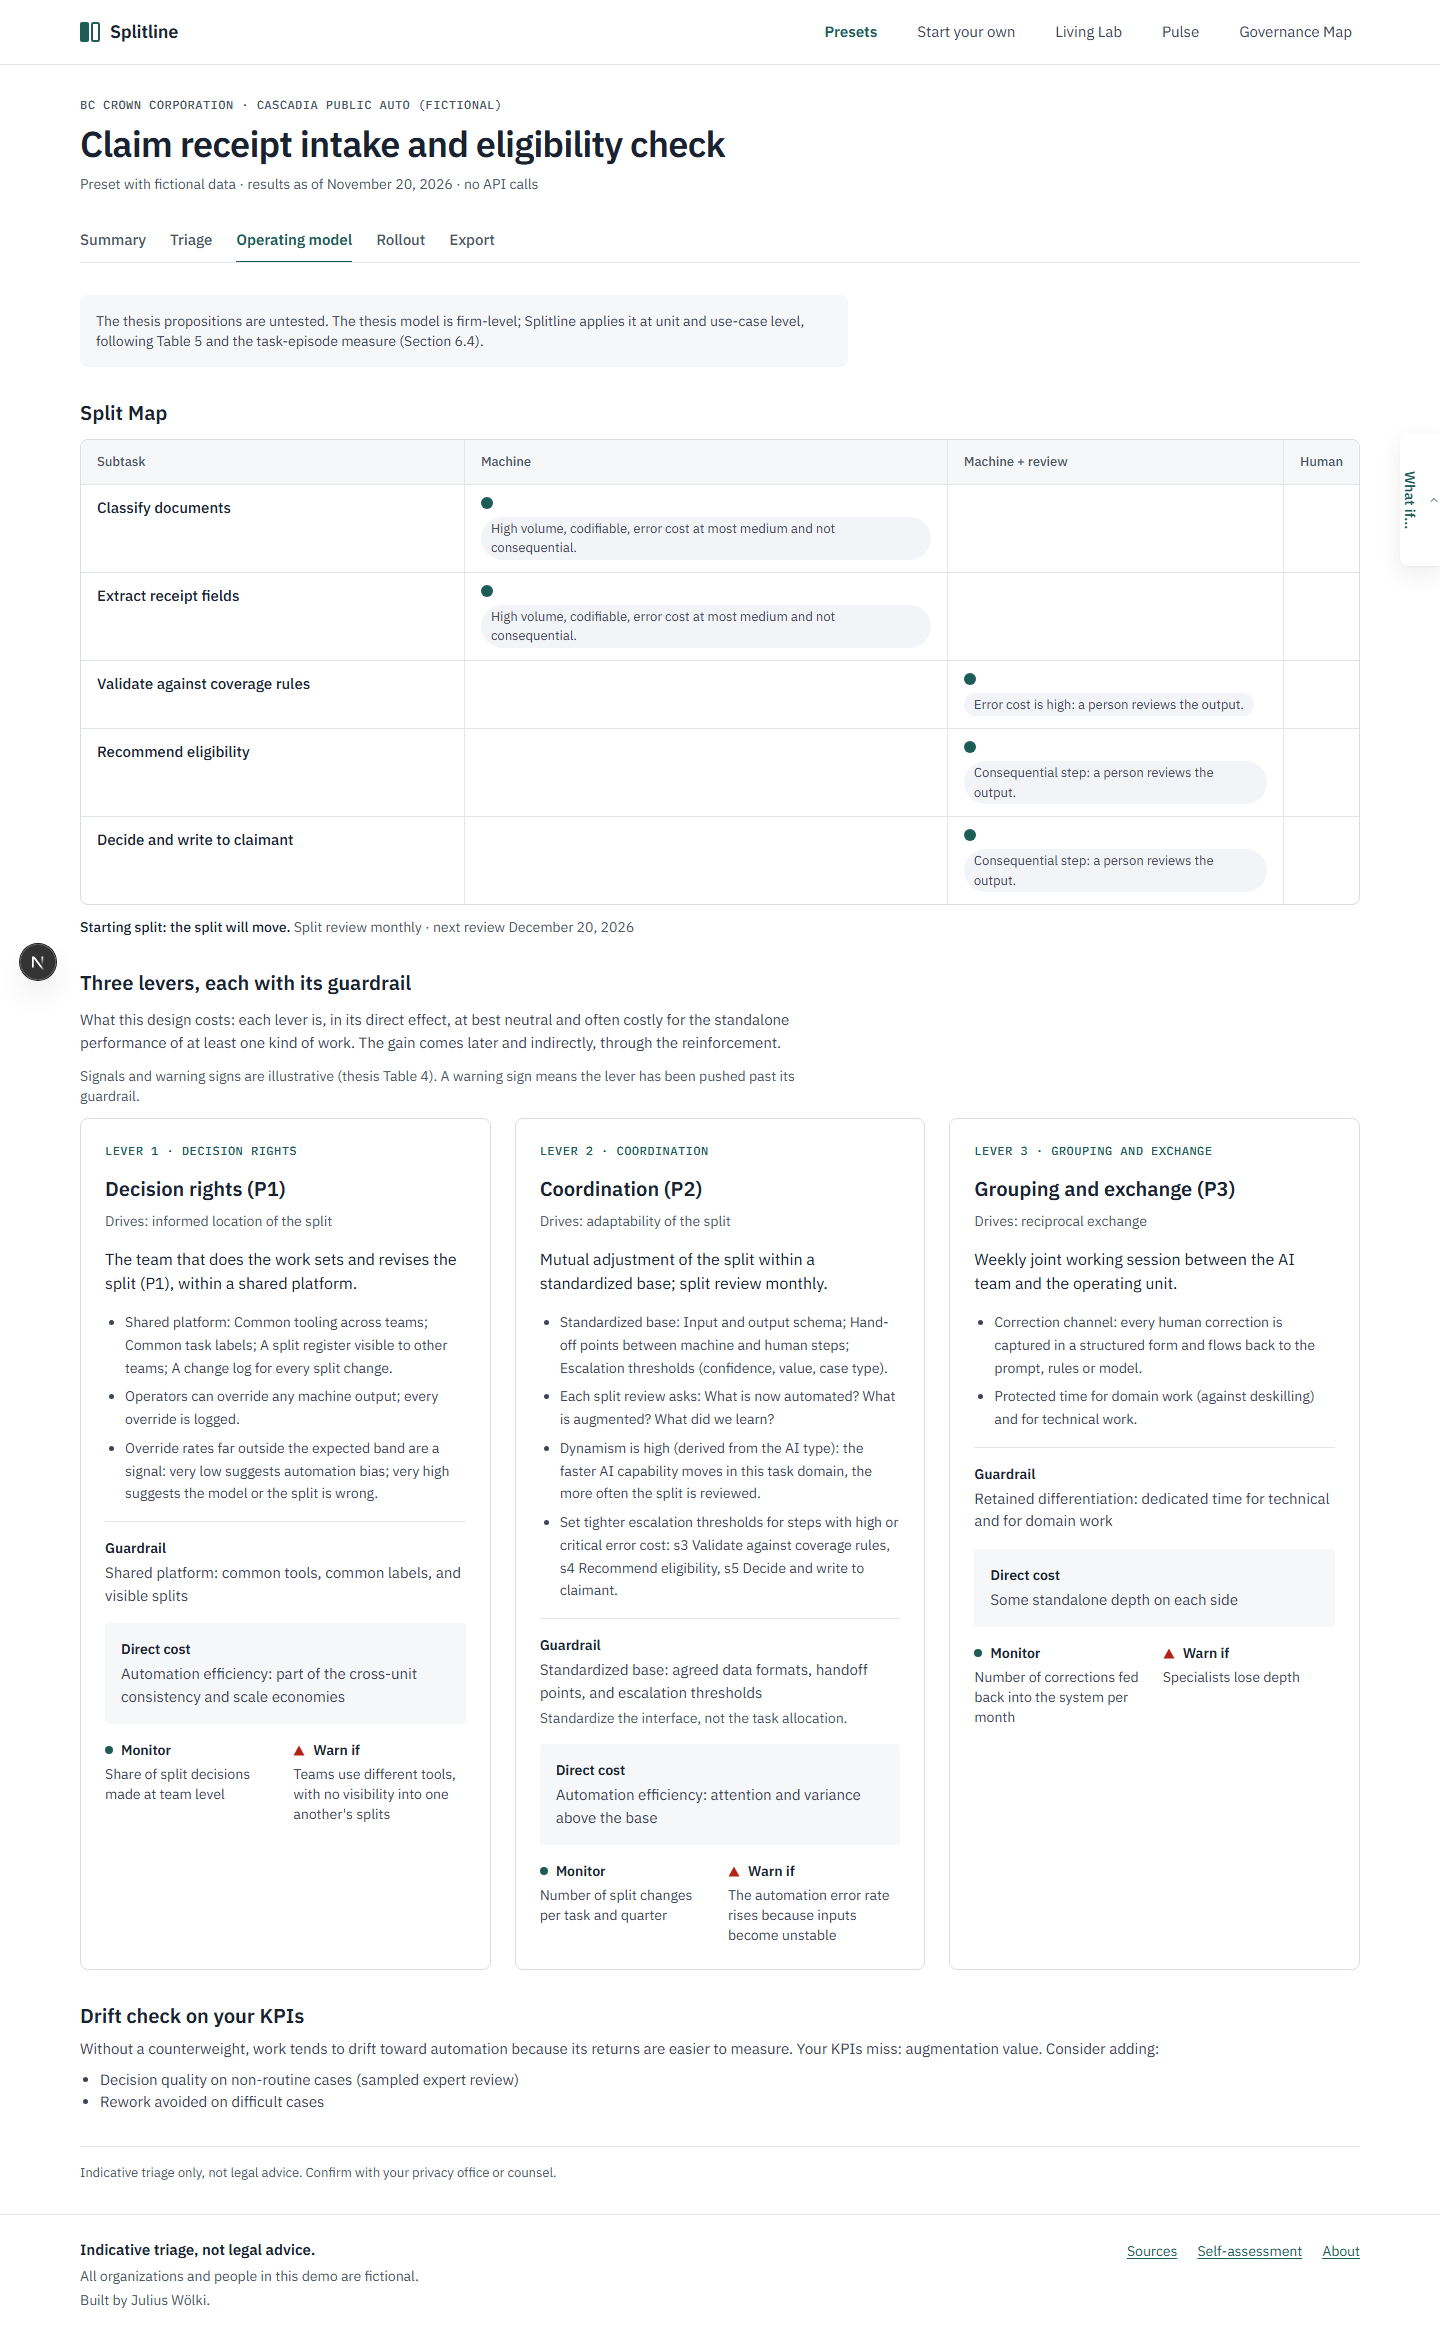 Splitline
Presets
Start your own
Living Lab
Pulse
Governance Map
BC CROWN CORPORATION · CASCADIA PUBLIC AUTO (FICTIONAL)
Claim receipt intake and eligibility check
Preset with fictional data · results as of November 20, 2026 · no API calls
Summary
Triage
Operating model
Rollout
Export
The thesis propositions are untested. The thesis model is firm-level; Splitline applies it at unit and use-case level,
following Table 5 and the task-episode measure (Section 6.4).
Split Map
Subtask
Machine
Machine + review
Human
Classify documents
High volume, codifiable, error cost at most medium and not
consequential.
Extract receipt fields
High volume, codifiable, error cost at most medium and not
consequential.
Validate against coverage rules
Error cost is high: a person reviews the output.
Recommend eligibility
Consequential step: a person reviews the
output.
Decide and write to claimant
Consequential step: a person reviews the
output.
What if...
Starting split: the split will move. Split review monthly · next review December 20, 2026
N
Three levers, each with its guardrail
What this design costs: each lever is, in its direct effect, at best neutral and often costly for the standalone
performance of at least one kind of work. The gain comes later and indirectly, through the reinforcement.
Signals and warning signs are illustrative (thesis Table 4). A warning sign means the lever has been pushed past its
guardrail.
LEVER 1 · DECISION RIGHTS
Decision rights (P1)
Drives: informed location of the split
The team that does the work sets and revises the
split (P1), within a shared platform.
• Shared platform: Common tooling across teams;
Common task labels; A split register visible to other
teams; A change log for every split change.
• Operators can override any machine output; every
override is logged.
• Override rates far outside the expected band are a
signal: very low suggests automation bias; very high
suggests the model or the split is wrong.
Guardrail
Shared platform: common tools, common labels, and
visible splits
Direct cost
Automation efficiency: part of the cross-unit
consistency and scale economies
Monitor
Share of split decisions
made at team level
Warn if
Teams use different tools,
with no visibility into one
another's splits
LEVER 2 · COORDINATION
Coordination (P2)
Drives: adaptability of the split
Mutual adjustment of the split within a
standardized base; split review monthly.
• Standardized base: Input and output schema; Hand-
off points between machine and human steps;
Escalation thresholds (confidence, value, case type).
• Each split review asks: What is now automated? What
is augmented? What did we learn?
• Dynamism is high (derived from the AI type): the
faster AI capability moves in this task domain, the
more often the split is reviewed.
• Set tighter escalation thresholds for steps with high or
critical error cost: s3 Validate against coverage rules,
s4 Recommend eligibility, s5 Decide and write to
claimant.
Guardrail
Standardized base: agreed data formats, handoff
points, and escalation thresholds
Standardize the interface, not the task allocation.
Direct cost
Automation efficiency: attention and variance
above the base
Monitor
Number of split changes
per task and quarter
Warn if
The automation error rate
rises because inputs
become unstable
LEVER 3 · GROUPING AND EXCHANGE
Grouping and exchange (P3)
Drives: reciprocal exchange
Weekly joint working session between the AI
team and the operating unit.
• Correction channel: every human correction is
captured in a structured form and flows back to the
prompt, rules or model.
• Protected time for domain work (against deskilling)
and for technical work.
Guardrail
Retained differentiation: dedicated time for technical
and for domain work
Direct cost
Some standalone depth on each side
Monitor
Number of corrections fed
back into the system per
month
Warn if
Specialists lose depth
Drift check on your KPIs
Without a counterweight, work tends to drift toward automation because its returns are easier to measure. Your KPIs miss: augmentation value. Consider adding:
• Decision quality on non-routine cases (sampled expert review)
• Rework avoided on difficult cases
Indicative triage only, not legal advice. Confirm with your privacy office or counsel.
Indicative triage, not legal advice.
All organizations and people in this demo are fictional.
Built by Julius Wölki.
Sources
Self-assessment
About